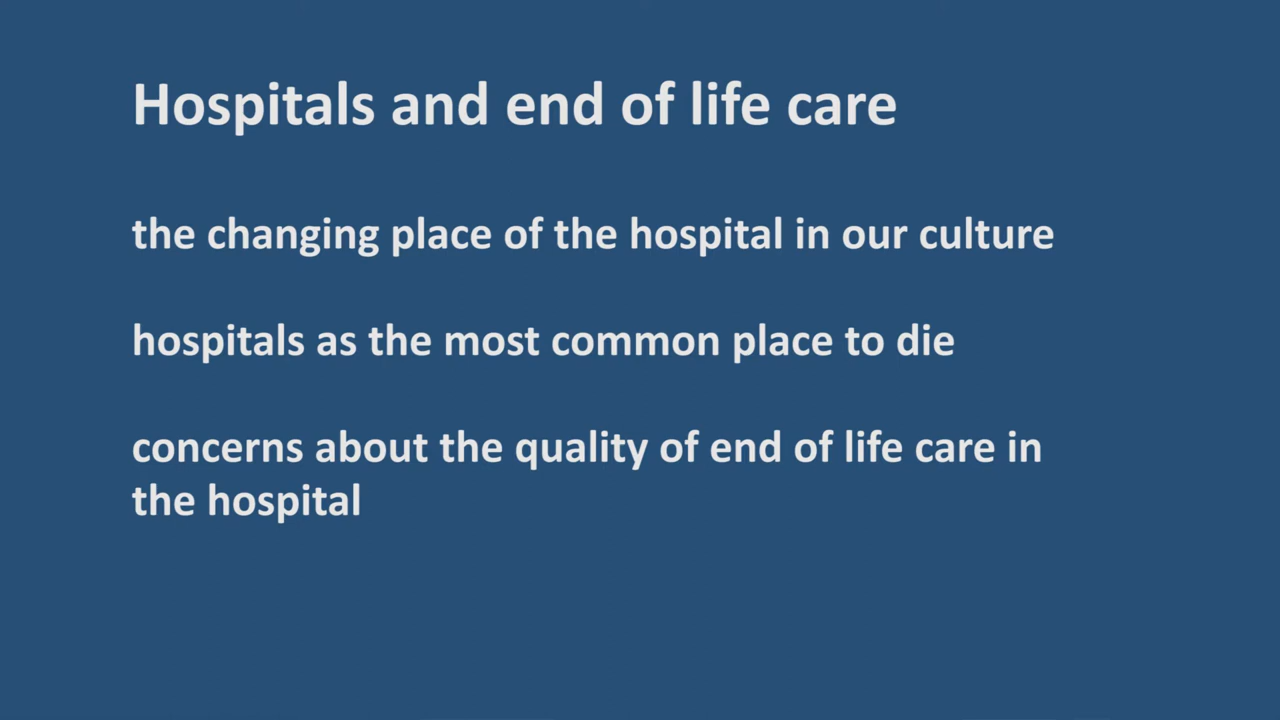 Hospitals and end of life care
the changing place of the hospital in our culture
hospitals as the most common place to die
concerns about the quality of end of life care in
the hospital